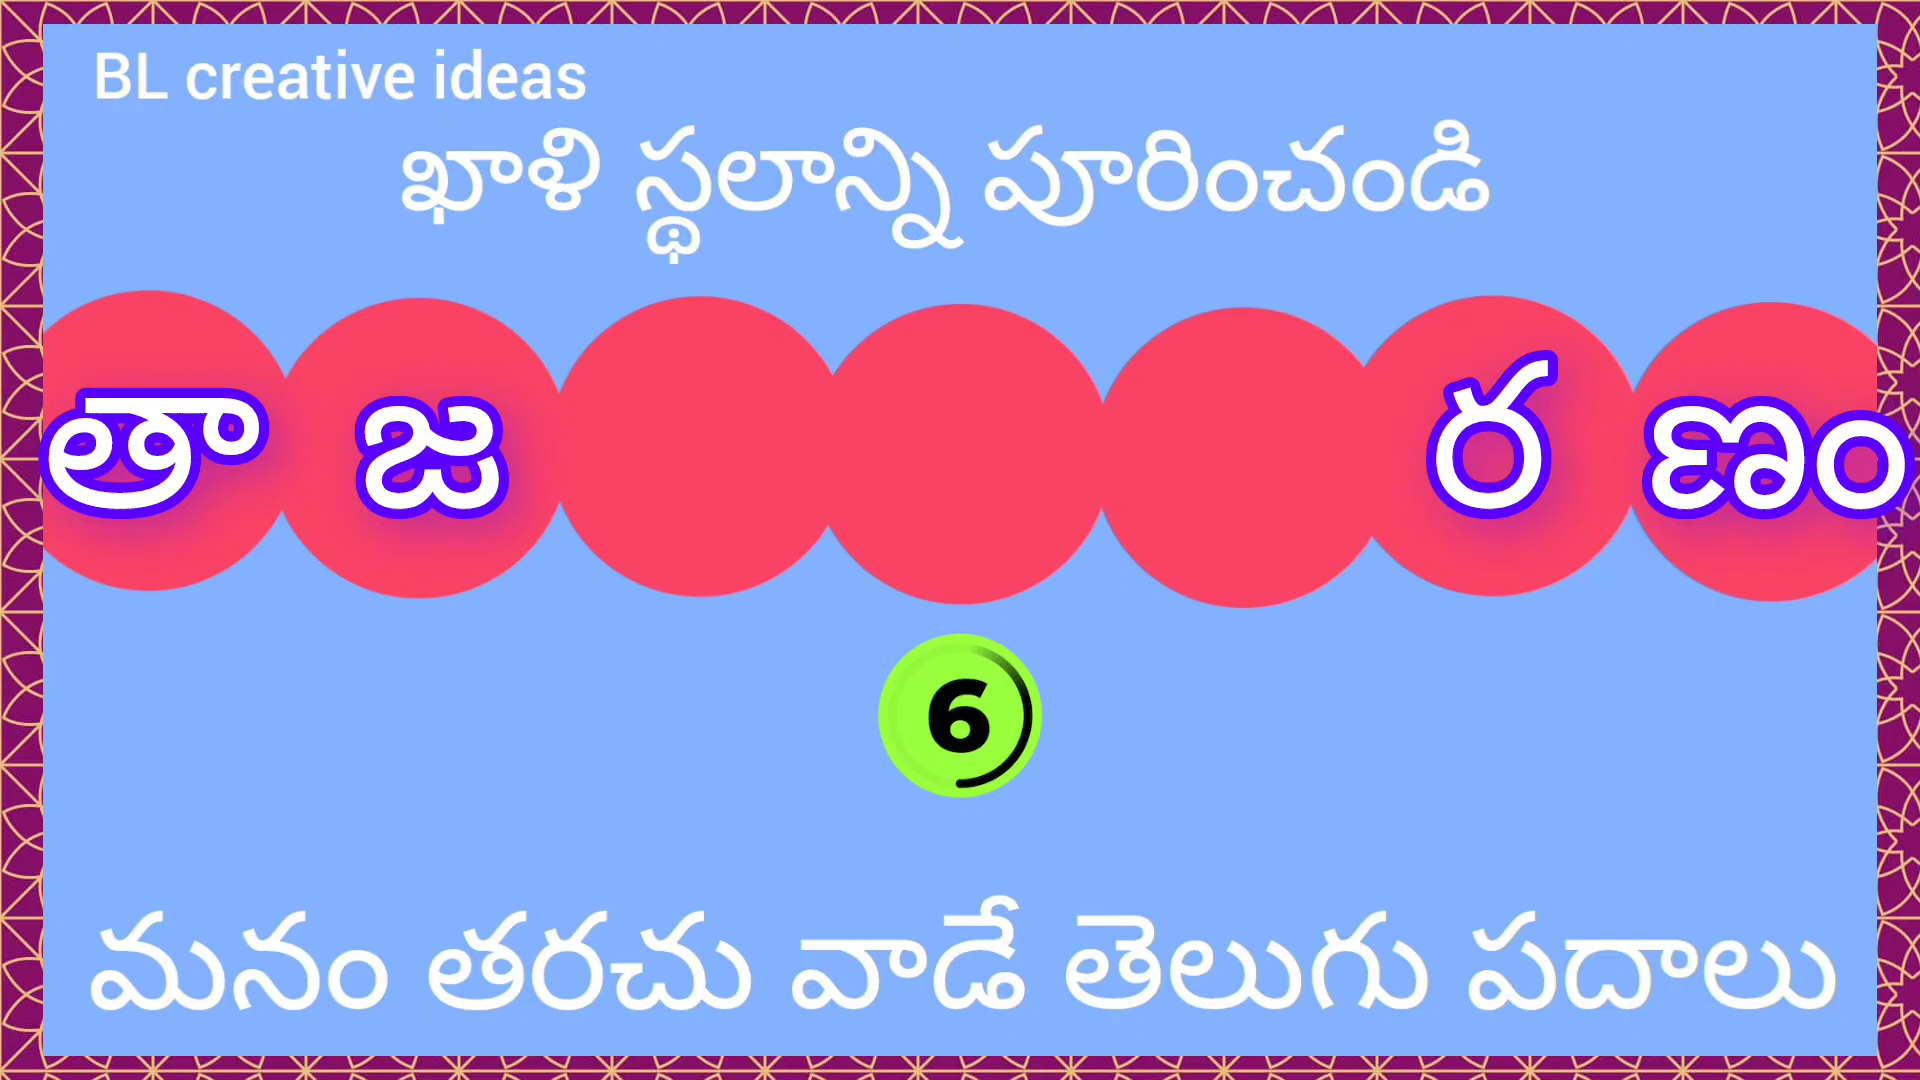 BL creative ideas
ఖాళి స్థలాన్ని పూరించండి
తా జ ర ణం
6
మనం తరచు వాడే తెలుగు పదాలు